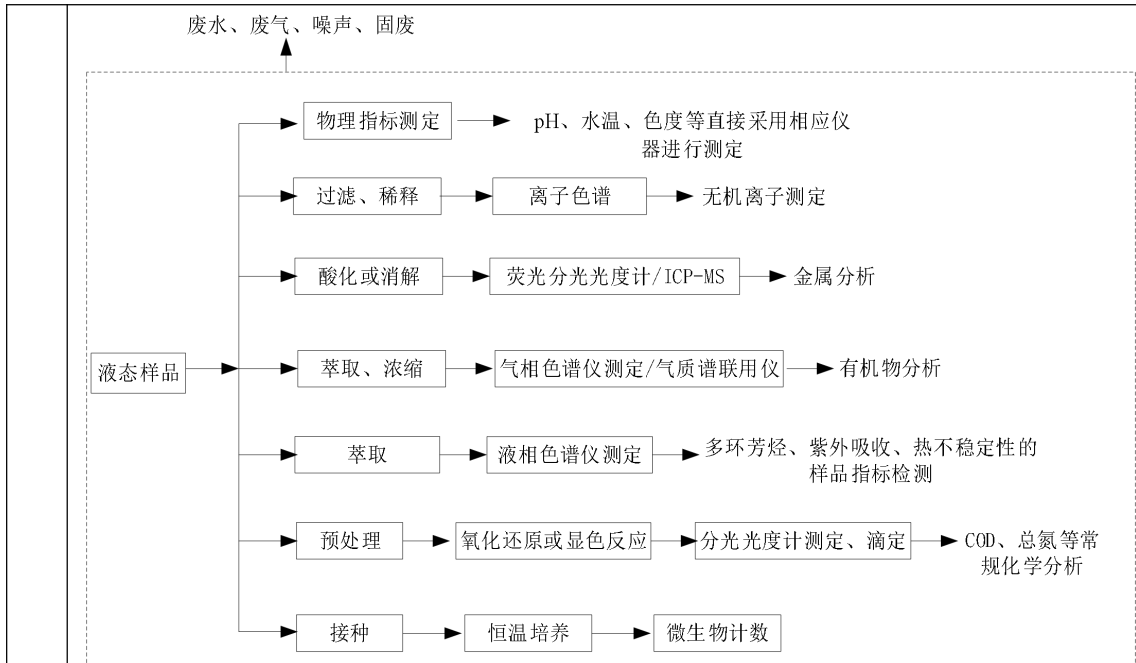 废水、废气、噪声、固废
物理指标测定
pH、水温、色度等直接采用相应仪
器进行测定
过滤、稀释
离子色谱
无机离子测定
酸化或消解
荧光分光光度计/ICP-MS
金属分析
液态样品
萃取、浓缩
气相色谱仪测定/气质谱联用仪
有机物分析
萃取
液相色谱仪测定
多环芳烃、紫外吸收、热不稳定性的
样品指标检测
预处理
氧化还原或显色反应
分光光度计测定、滴定
COD、总氮等常
规化学分析
接种
恒温培养
微生物计数